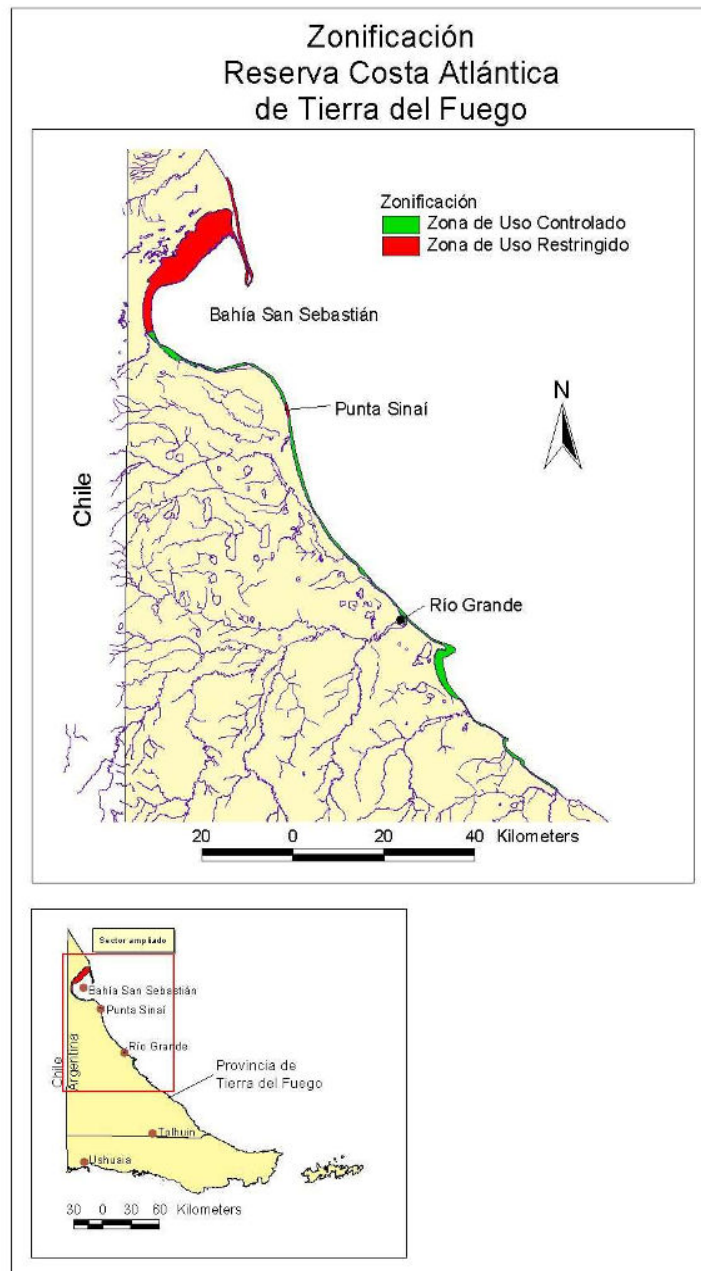 Zonificación
Reserva Costa Atlántica
de Tierra del Fuego
Zonificación
Zona de Uso Controlado
Zona de Uso Restringido
Bahía San Sebastián
Punta Sinaí
N
Chile
Río Grande
20 0 20 40 Kilometers
Sector ampliado
Bahía San Sebastián
Punta Sinaí
Río Grande
Chile
Argentina
Provincia de
Tierra del Fuego
Tolhuin
Ushuaia
30 0 30 60 Kilometers